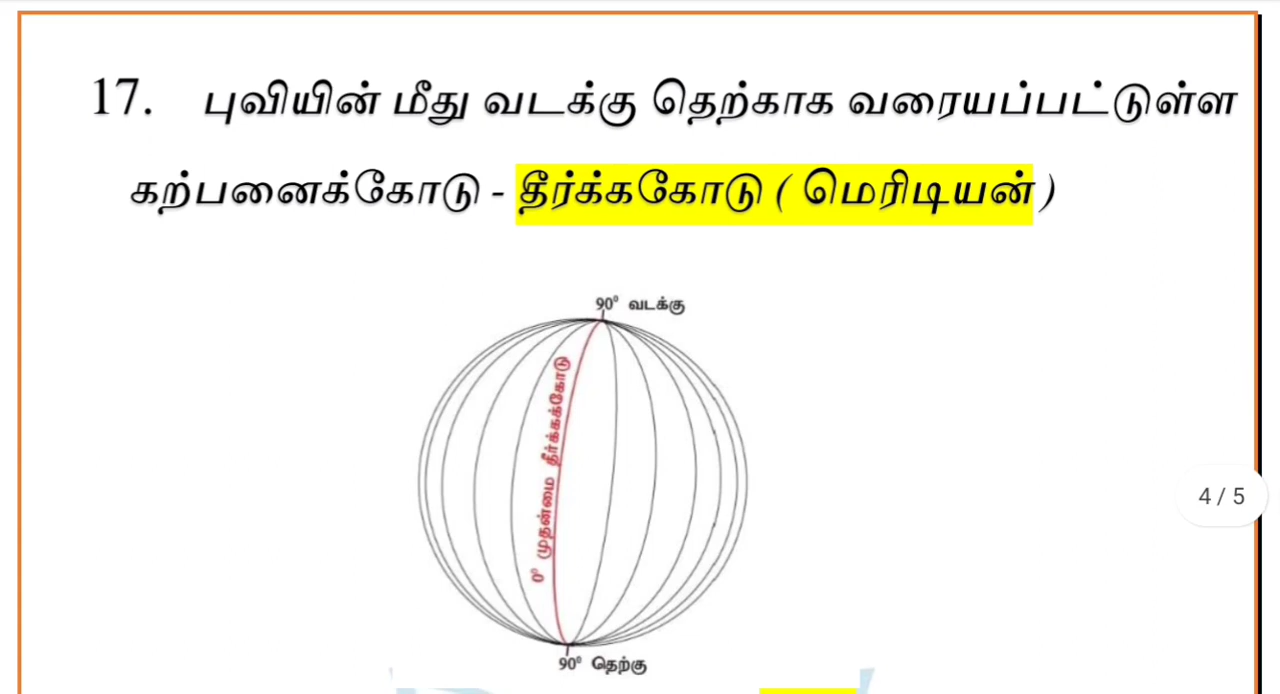 17. புவியின் மீது வடக்கு தெற்காக வரையப்பட்டுள்ள
கற்பனைக்கோடு - தீர்க்ககோடு ( மெரிடியன் )
90° வடக்கு
0° முதன்மை தீர்க்கக்கோடு
4 / 5
90° தெற்கு